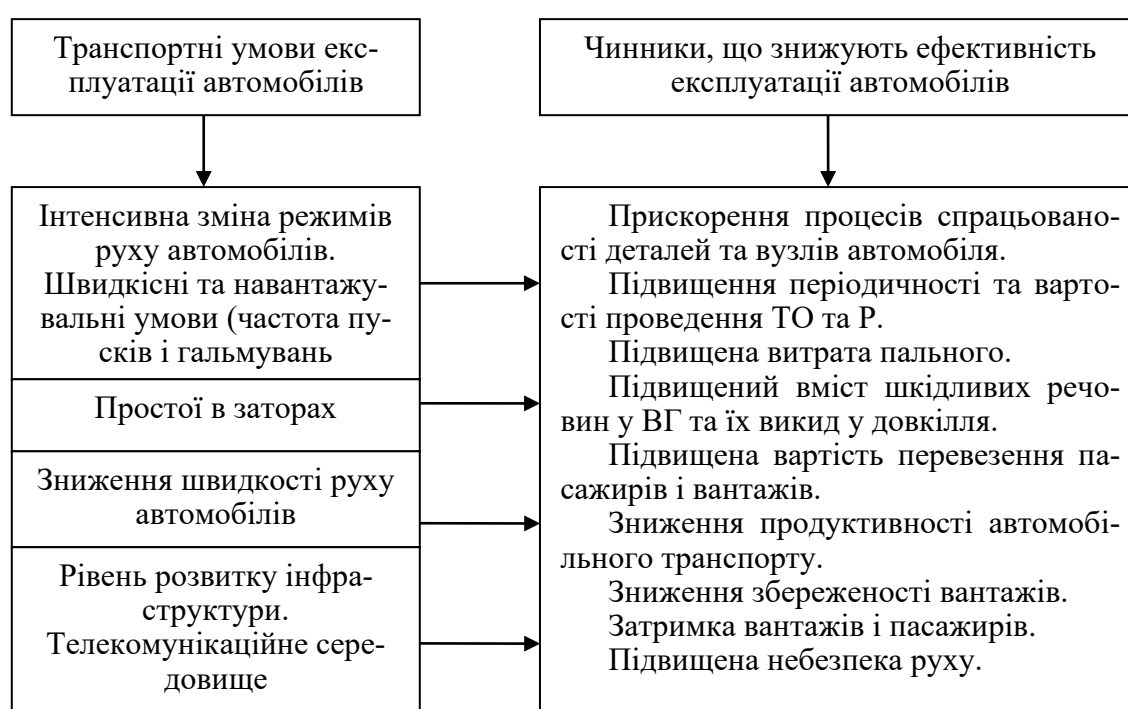 Транспортні умови екс-
плуатації автомобілів
Чинники, що знижують ефективність
експлуатації автомобілів
Інтенсивна зміна режимів
руху автомобілів.
Швидкісні та навантажу-
вальні умови (частота пу-
сків і гальмувань
Простої в заторах
Зниження швидкості руху
автомобілів
Рівень розвитку інфра-
структури.
Телекомунікаційне сере-
довище
Прискорення процесів спрацьованос-
ті деталей та вузлів автомобіля.
Підвищення періодичності та варто-
сті проведення ТО та Р.
Підвищена витрата пального.
Підвищений вміст шкідливих речо-
вин у ВГ та їх викид у довкілля.
Підвищена вартість перевезення па-
сажирів і вантажів.
Зниження продуктивності автомобі-
льного транспорту.
Зниження збереженості вантажів.
Затримка вантажів і пасажирів.
Підвищена небезпека руху.